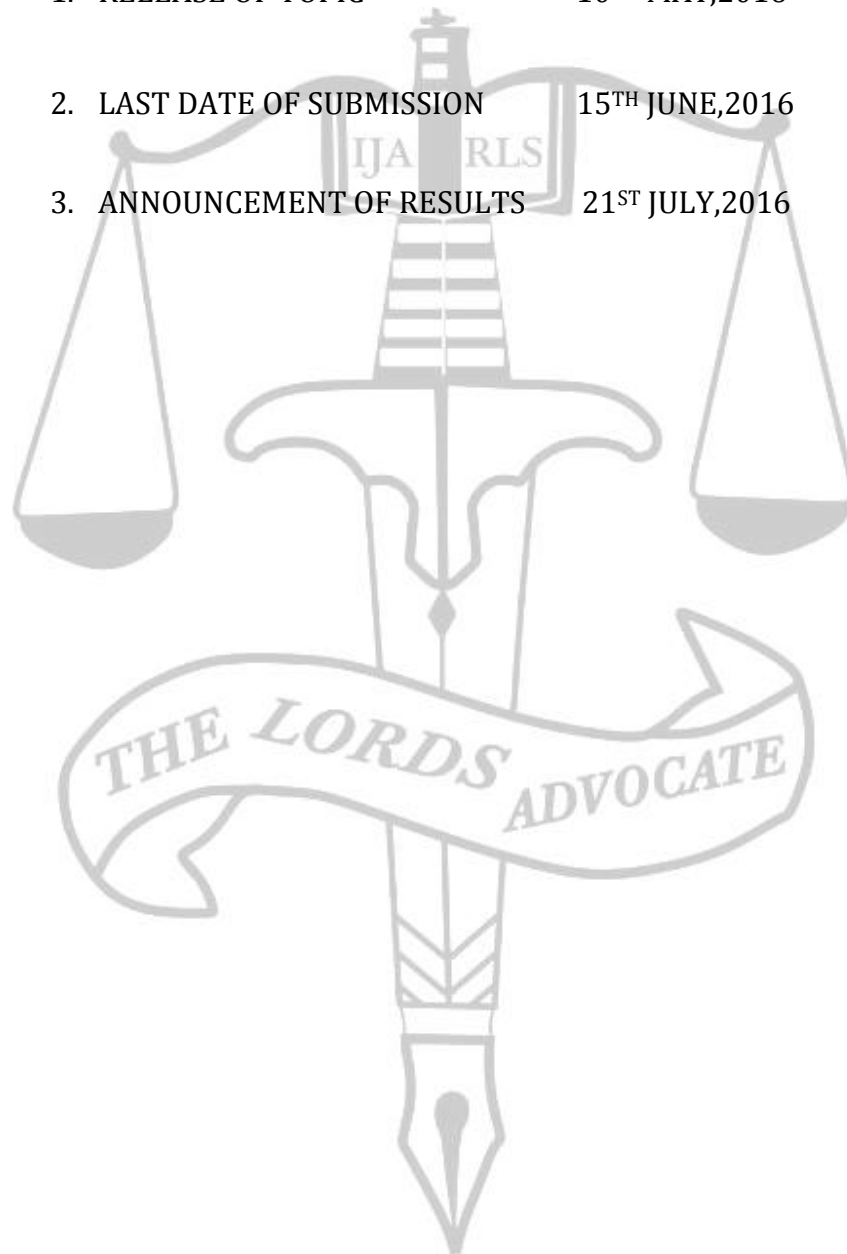 2. LAST DATE OF SUBMISSION 15TH JUNE,2016
IJA RLS
3. ANNOUNCEMENT OF RESULTS 21ST JULY,2016
THE LORDS ADVOCATE